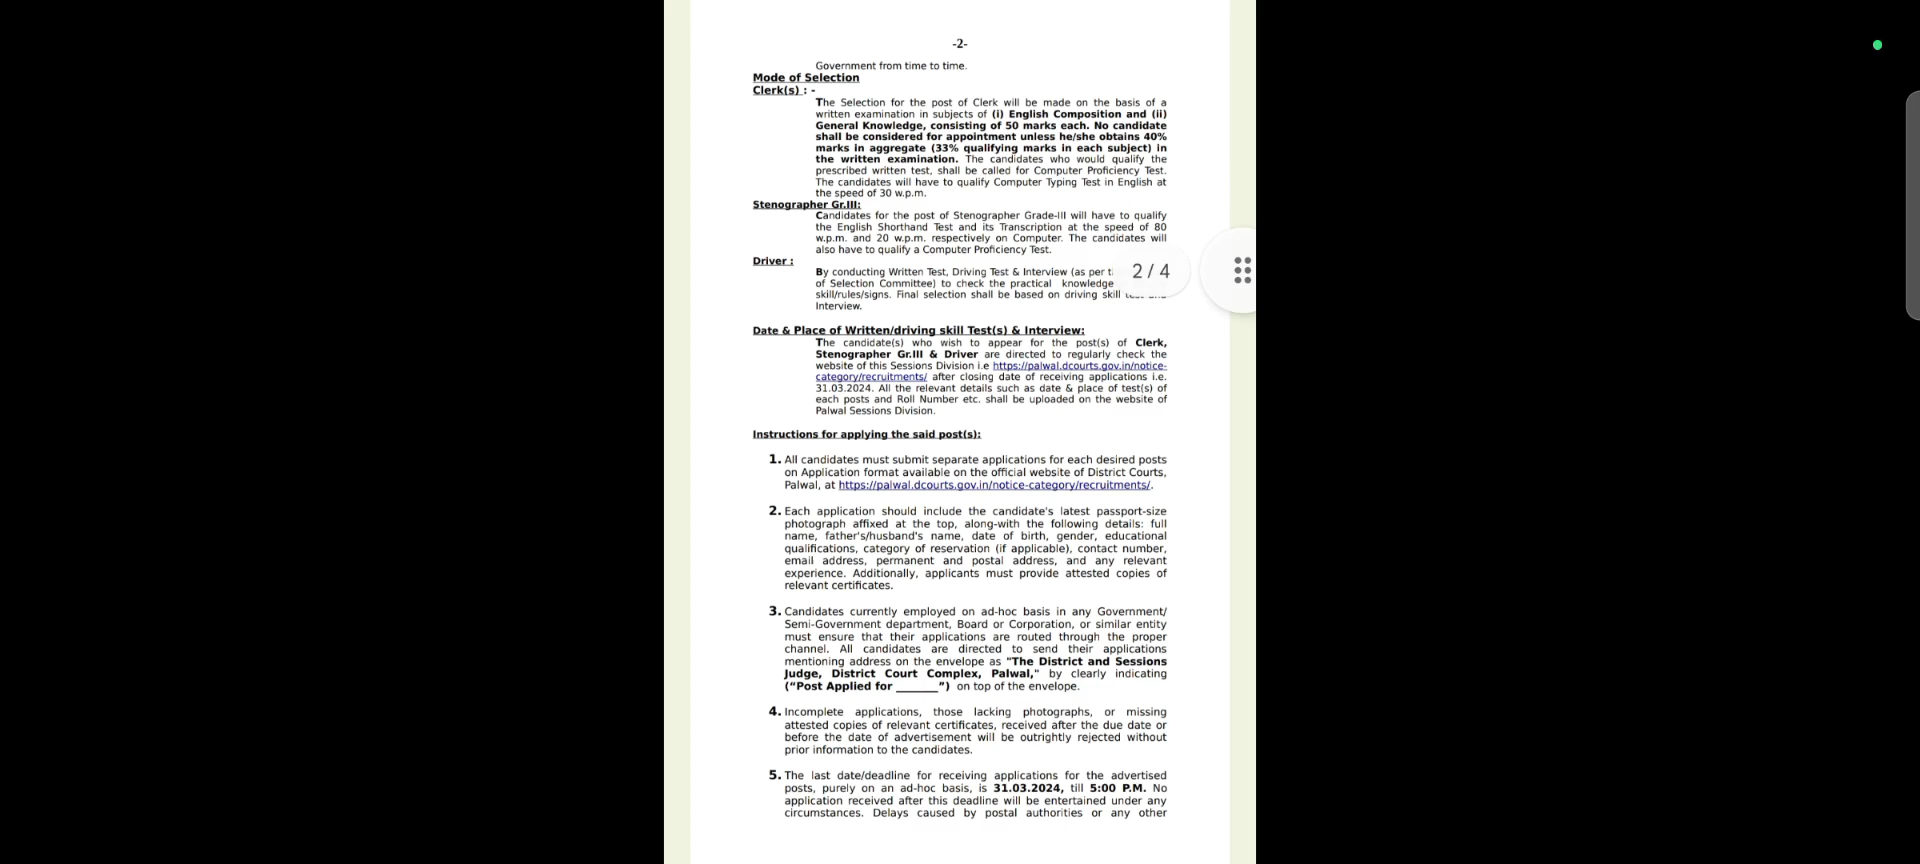 -2-
Government from time to time.
Mode of Selection
Clerk(s) : -
The Selection for the post of Clerk will be made on the basis of a
written examination in subjects of (i) English Composition and (ii)
General Knowledge, consisting of 50 marks each. No candidate
shall be considered for appointment unless he/she obtains 40%
marks in aggregate (33% qualifying marks in each subject) in
the written examination. The candidates who would qualify the
prescribed written test, shall be called for Computer Proficiency Test.
The candidates will have to qualify Computer Typing Test in English at
the speed of 30 w.p.m.
Stenographer Gr.III:
Candidates for the post of Stenographer Grade-III will have to qualify
the English Shorthand Test and its Transcription at the speed of 80
w.p.m. and 20 w.p.m. respectively on Computer. The candidates will
also have to qualify a Computer Proficiency Test.
Driver :
By conducting Written Test, Driving Test & Interview (as per
2 / 4
of Selection Committee) to check the practical knowledge
skill/rules/signs. Final selection shall be based on driving skill
Interview.
Date & Place of Written/driving skill Test(s) & Interview:
The candidate(s) who wish to appear for the post(s) of Clerk,
Stenographer Gr.III & Driver are directed to regularly check the
website of this Sessions Division i.e https://palwal.dcourts.gov.in/notice-
category/recruitments/ after closing date of receiving applications i.e.
31.03.2024. All the relevant details such as date & place of test(s) of
each posts and Roll Number etc. shall be uploaded on the website of
Palwal Sessions Division.
Instructions for applying the said post(s):
1. All candidates must submit separate applications for each desired posts
on Application format available on the official website of District Courts,
Palwal, at https://palwal.dcourts.gov.in/notice-category/recruitments/.
2. Each application should include the candidate's latest passport-size
photograph affixed at the top, along-with the following details: full
name, father's/husband's name, date of birth, gender, educational
qualifications, category of reservation (if applicable), contact number,
email address, permanent and postal address, and any relevant
experience. Additionally, applicants must provide attested copies of
relevant certificates.
3. Candidates currently employed on ad-hoc basis in any Government/
Semi-Government department, Board or Corporation, or similar entity
must ensure that their applications are routed through the proper
channel. All candidates are directed to send their applications
mentioning address on the envelope as "The District and Sessions
Judge, District Court Complex, Palwal," by clearly indicating
(“Post Applied for _______”) on top of the envelope.
4. Incomplete applications, those lacking photographs, or missing
attested copies of relevant certificates, received after the due date or
before the date of advertisement will be outrightly rejected without
prior information to the candidates.
5. The last date/deadline for receiving applications for the advertised
posts, purely on an ad-hoc basis, is 31.03.2024, till 5:00 P.M. No
application received after this deadline will be entertained under any
circumstances. Delays caused by postal authorities or any other